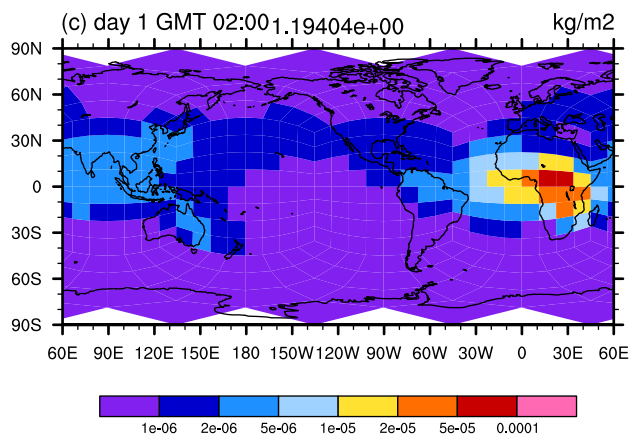 (c) day 1 GMT 02:00 1.19404e+00 kg/m2
90N
60N
30N
0
30S
60S
90S
60E 90E 120E 150E 180 150W 120W 90W 60W 30W 0 30E 60E
1e-06 2e-06 5e-06 1e-05 2e-05 5e-05 0.0001